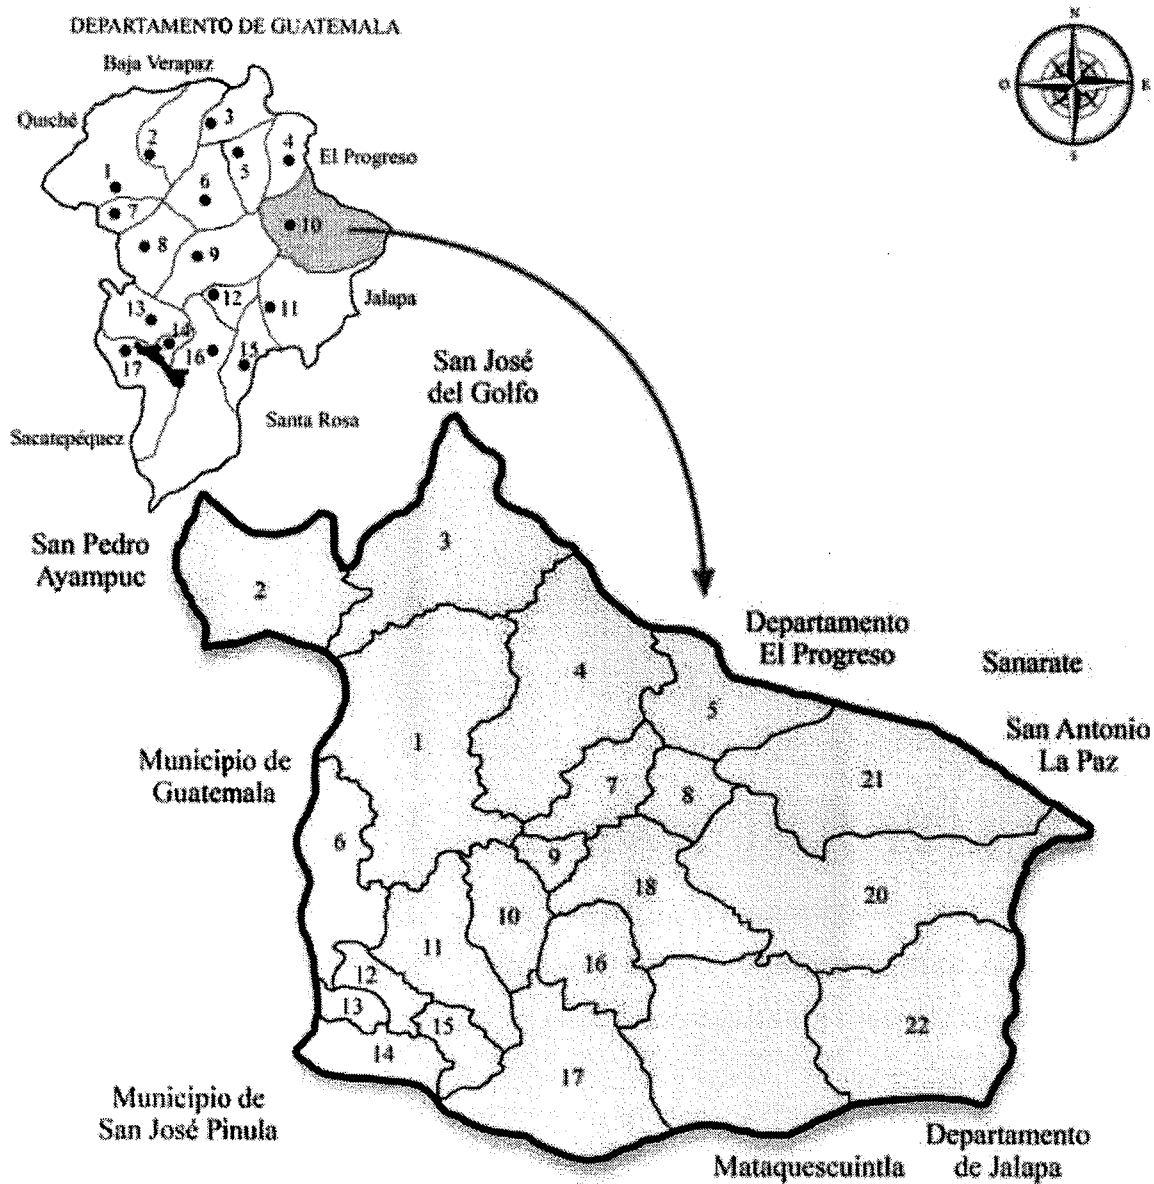 DEPARTAMENTO DE GUATEMALA
Baja Verapaz
Quiché
El Progreso
Jalapa
Santa Rosa
Sacatepéquez
1
2
3
4
5
6
7
8
9
10
11
12
13
14
15
16
17
N
O
E
S
San José
del Golfo
San Pedro
Ayampuc
Departamento
El Progreso
Sanarate
San Antonio
La Paz
Municipio de
Guatemala
Municipio de
San José Pinula
Mataquescuintla
Departamento
de Jalapa
3
2
4
5
1
21
7
8
6
9
18
20
10
11
16
12
13
15
14
22
17